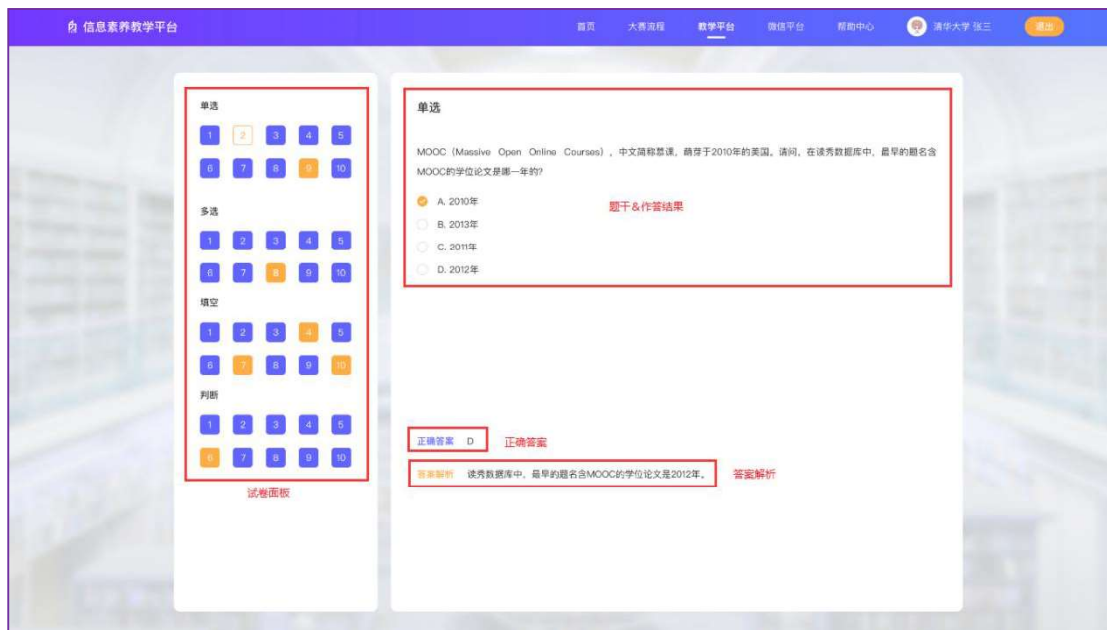 信息素养教学平台
首页 大赛流程 教学平台 微信平台 帮助中心 清华大学 张三 退出
单选
1 2 3 4 5
6 7 8 9 10
多选
1 2 3 4 5
6 7 8 9 10
填空
1 2 3 4 5
6 7 8 9 10
判断
1 2 3 4 5
6 7 8 9 10
试卷面板
单选
MOOC（Massive Open Online Courses），中文简称慕课，萌芽于2010年的美国。请问，在读秀数据库中，最早的题名含
MOOC的学位论文是哪一年的？
A. 2010年
B. 2013年
C. 2011年
D. 2012年
题干&作答结果
正确答案 D 正确答案
答案解析 读秀数据库中，最早的题名含MOOC的学位论文是2012年。 答案解析